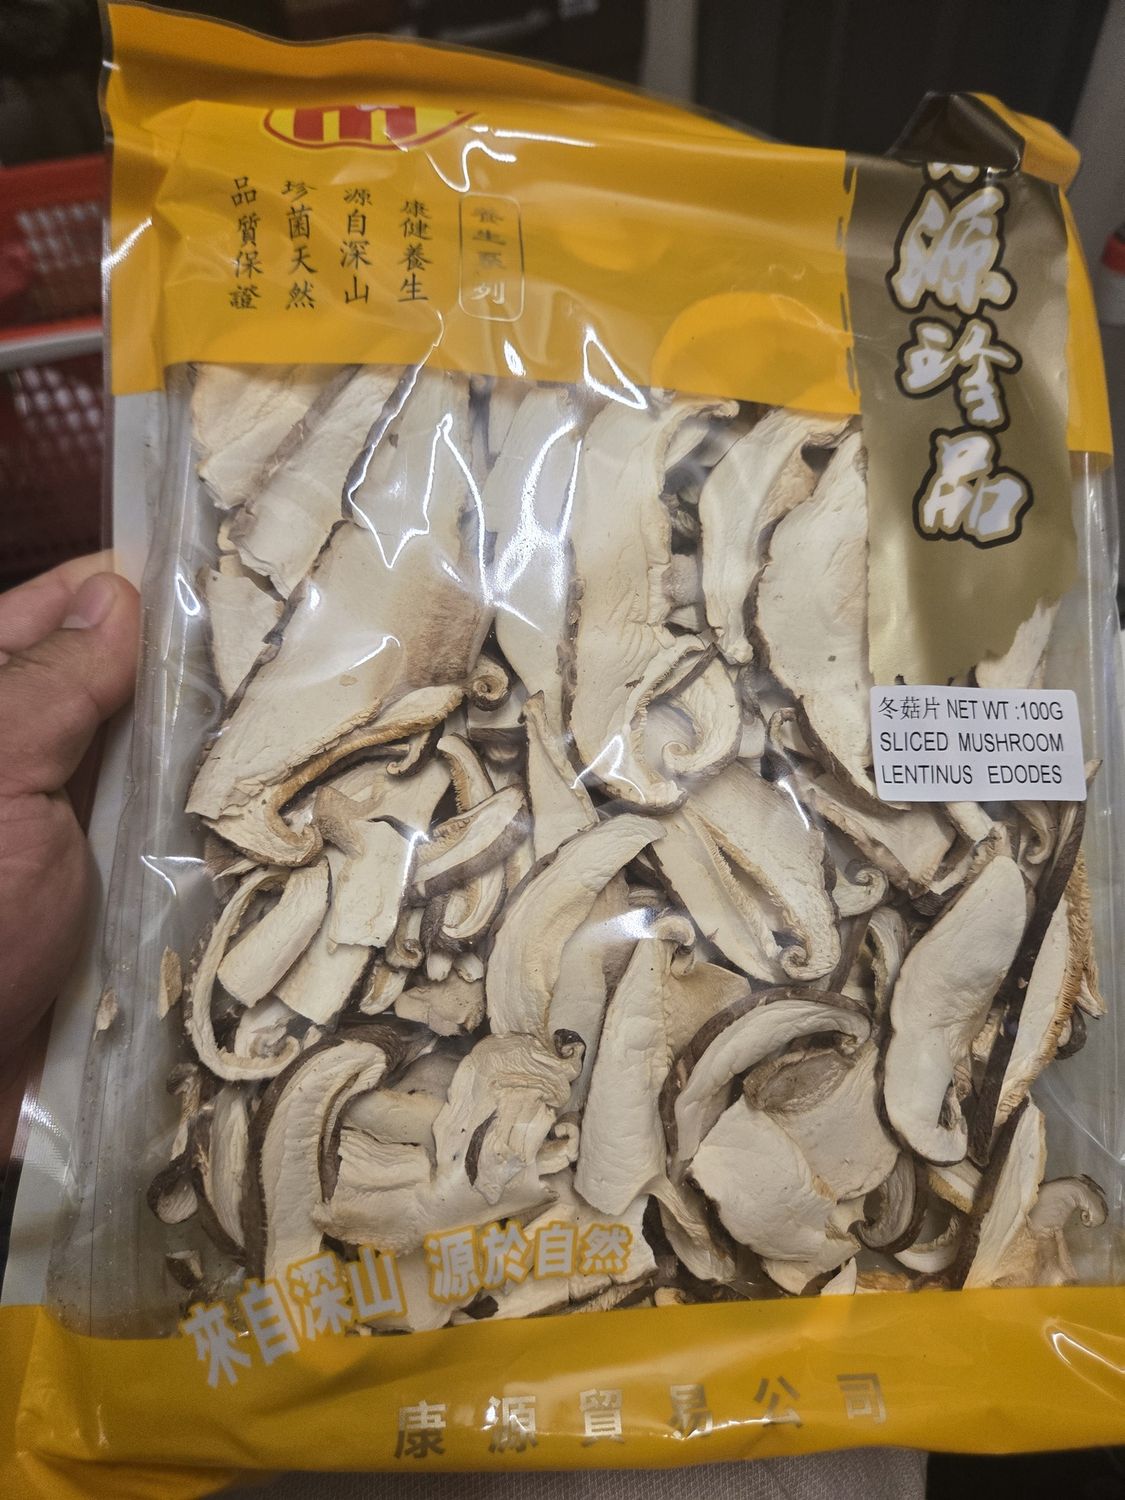 養生系列
康健養生
源自深山
珍菌天然
品質保證
源珍品
冬菇片 NET WT :100G
SLICED MUSHROOM
LENTINUS EDODES
來自深山 源於自然
康源貿易公司